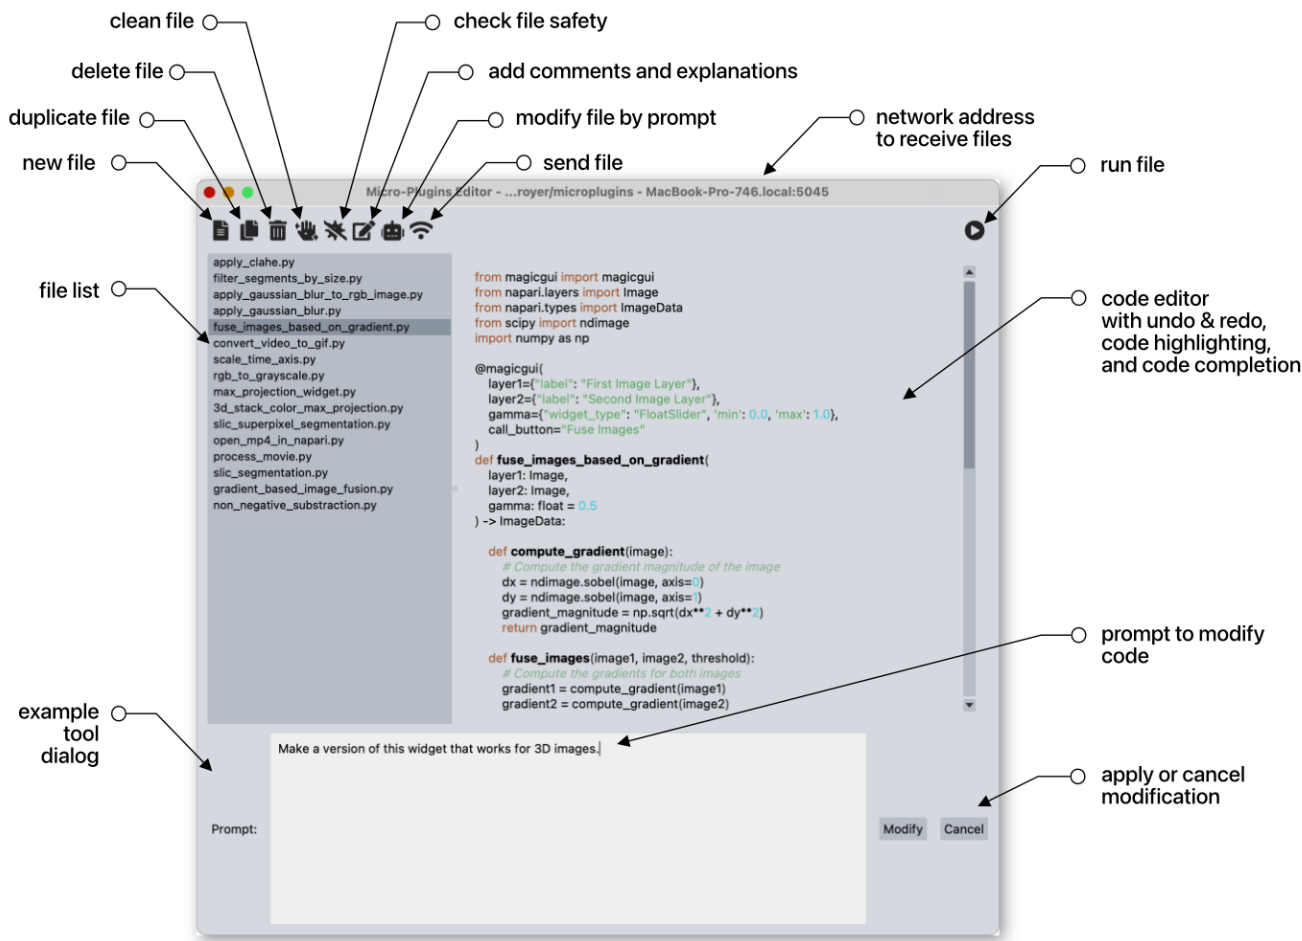 clean file
check file safety
delete file
add comments and explanations
duplicate file
modify file by prompt
network address
to receive files
new file
send file
run file
Micro-Plugins Editor - ...royer/microplugins - MacBook-Pro-746.local:5045
file list
apply_clahe.py
filter_segments_by_size.py
apply_gaussian_blur_to_rgb_image.py
apply_gaussian_blur.py
fuse_images_based_on_gradient.py
convert_video_to_gif.py
scale_time_axis.py
rgb_to_grayscale.py
max_projection_widget.py
3d_stack_color_max_projection.py
slic_superpixel_segmentation.py
open_mp4_in_napari.py
process_movie.py
slic_segmentation.py
gradient_based_image_fusion.py
non_negative_substraction.py
from magicgui import magicgui
from napari.layers import Image
from napari.types import ImageData
from scipy import ndimage
import numpy as np
@magicgui(
layer1={"label": "First Image Layer"},
layer2={"label": "Second Image Layer"},
gamma={"widget_type": "FloatSlider", 'min': 0.0, 'max': 1.0},
call_button="Fuse Images"
)
def fuse_images_based_on_gradient(
layer1: Image,
layer2: Image,
gamma: float = 0.5
) -> ImageData:
def compute_gradient(image):
# Compute the gradient magnitude of the image
dx = ndimage.sobel(image, axis=0)
dy = ndimage.sobel(image, axis=1)
gradient_magnitude = np.sqrt(dx**2 + dy**2)
return gradient_magnitude
def fuse_images(image1, image2, threshold):
# Compute the gradients for both images
gradient1 = compute_gradient(image1)
gradient2 = compute_gradient(image2)
code editor
with undo & redo,
code highlighting,
and code completion
prompt to modify
code
example
tool
dialog
Make a version of this widget that works for 3D images.
apply or cancel
modification
Prompt:
Modify
Cancel